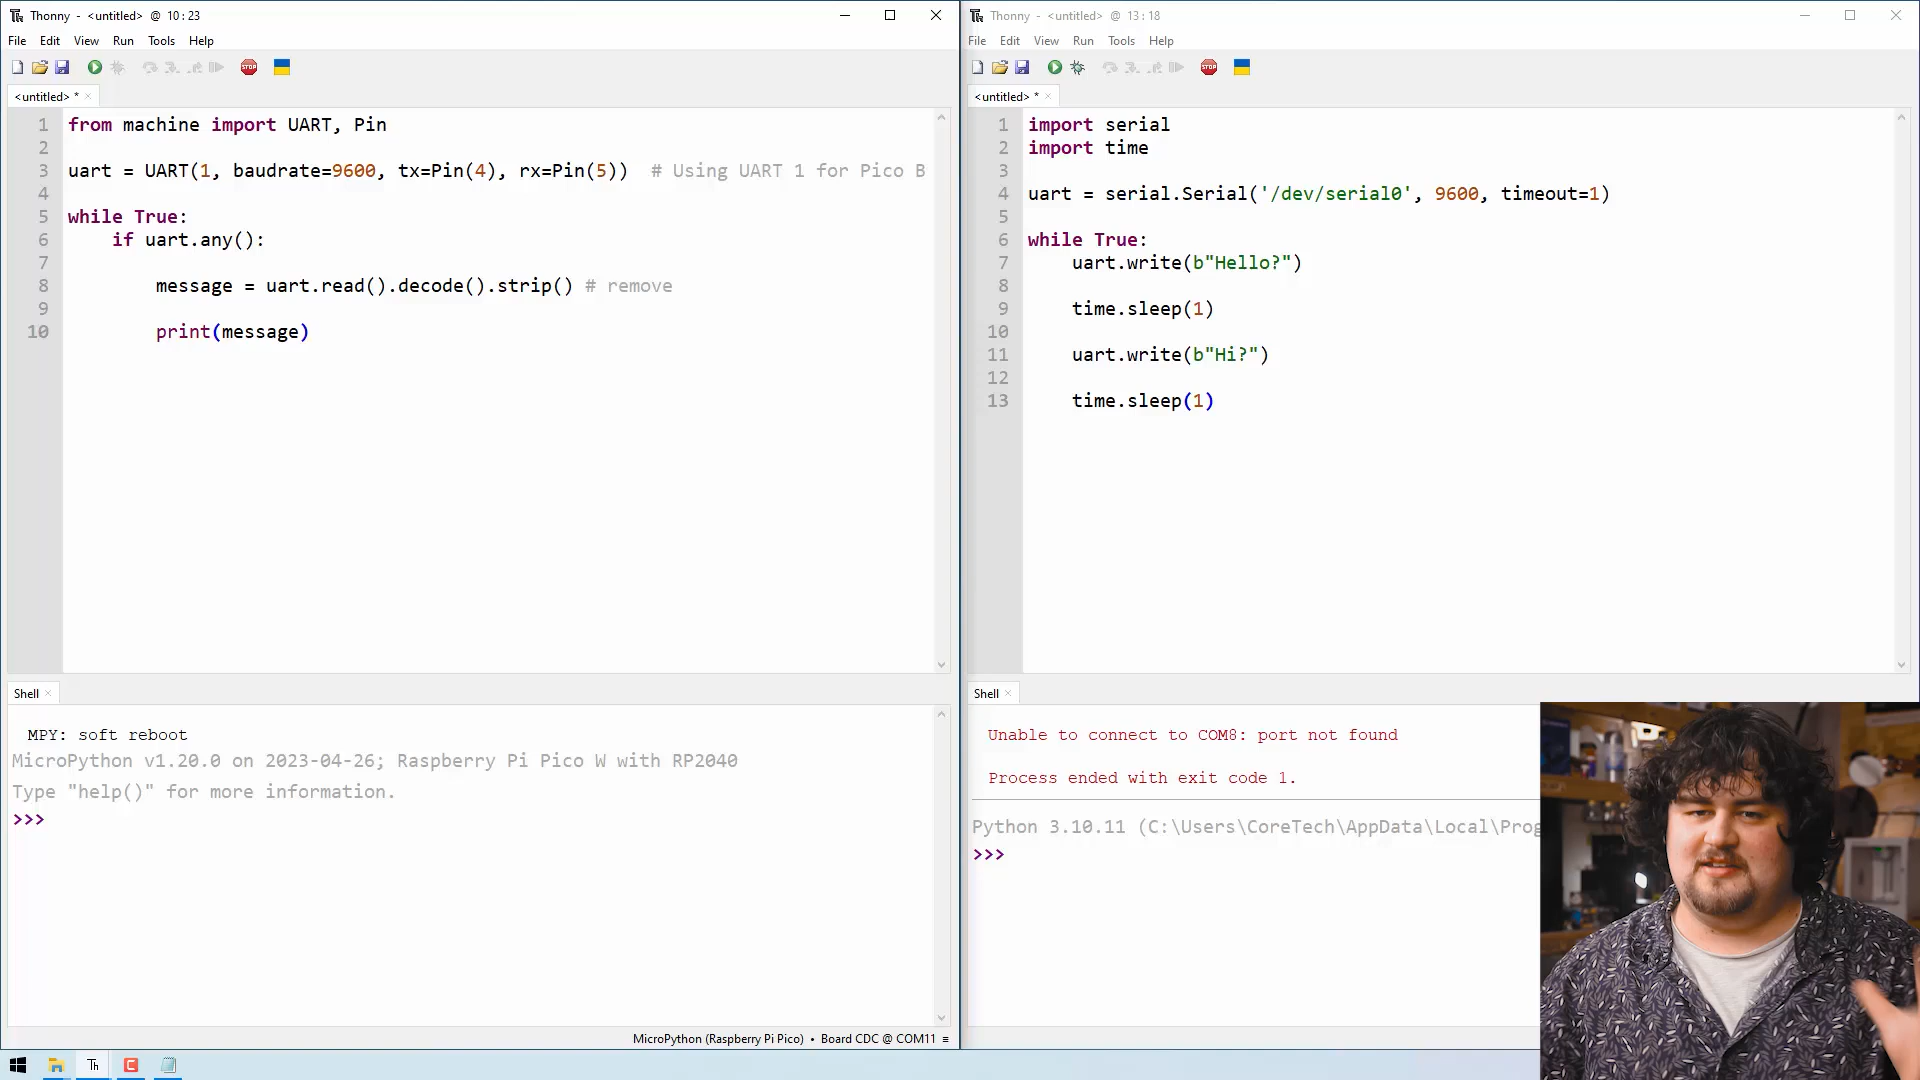 Thonny - <untitled> @ 10:23
File Edit View Run Tools Help
STOP
<untitled> *
1 from machine import UART, Pin
2
3 uart = UART(1, baudrate=9600, tx=Pin(4), rx=Pin(5))  # Using UART 1 for Pico B
4
5 while True:
6     if uart.any():
7
8         message = uart.read().decode().strip() # remove
9
10         print(message)
Shell
MPY: soft reboot
MicroPython v1.20.0 on 2023-04-26; Raspberry Pi Pico W with RP2040
Type "help()" for more information.
>>>
MicroPython (Raspberry Pi Pico) • Board CDC @ COM11 ≡
Thonny - <untitled> @ 13:18
File Edit View Run Tools Help
STOP
<untitled> *
1 import serial
2 import time
3
4 uart = serial.Serial('/dev/serial0', 9600, timeout=1)
5
6 while True:
7     uart.write(b"Hello?")
8
9     time.sleep(1)
10
11     uart.write(b"Hi?")
12
13     time.sleep(1)
Shell
Unable to connect to COM8: port not found
Process ended with exit code 1.
Python 3.10.11 (C:\Users\CoreTech\AppData\Local\Prog
>>>
Th
C